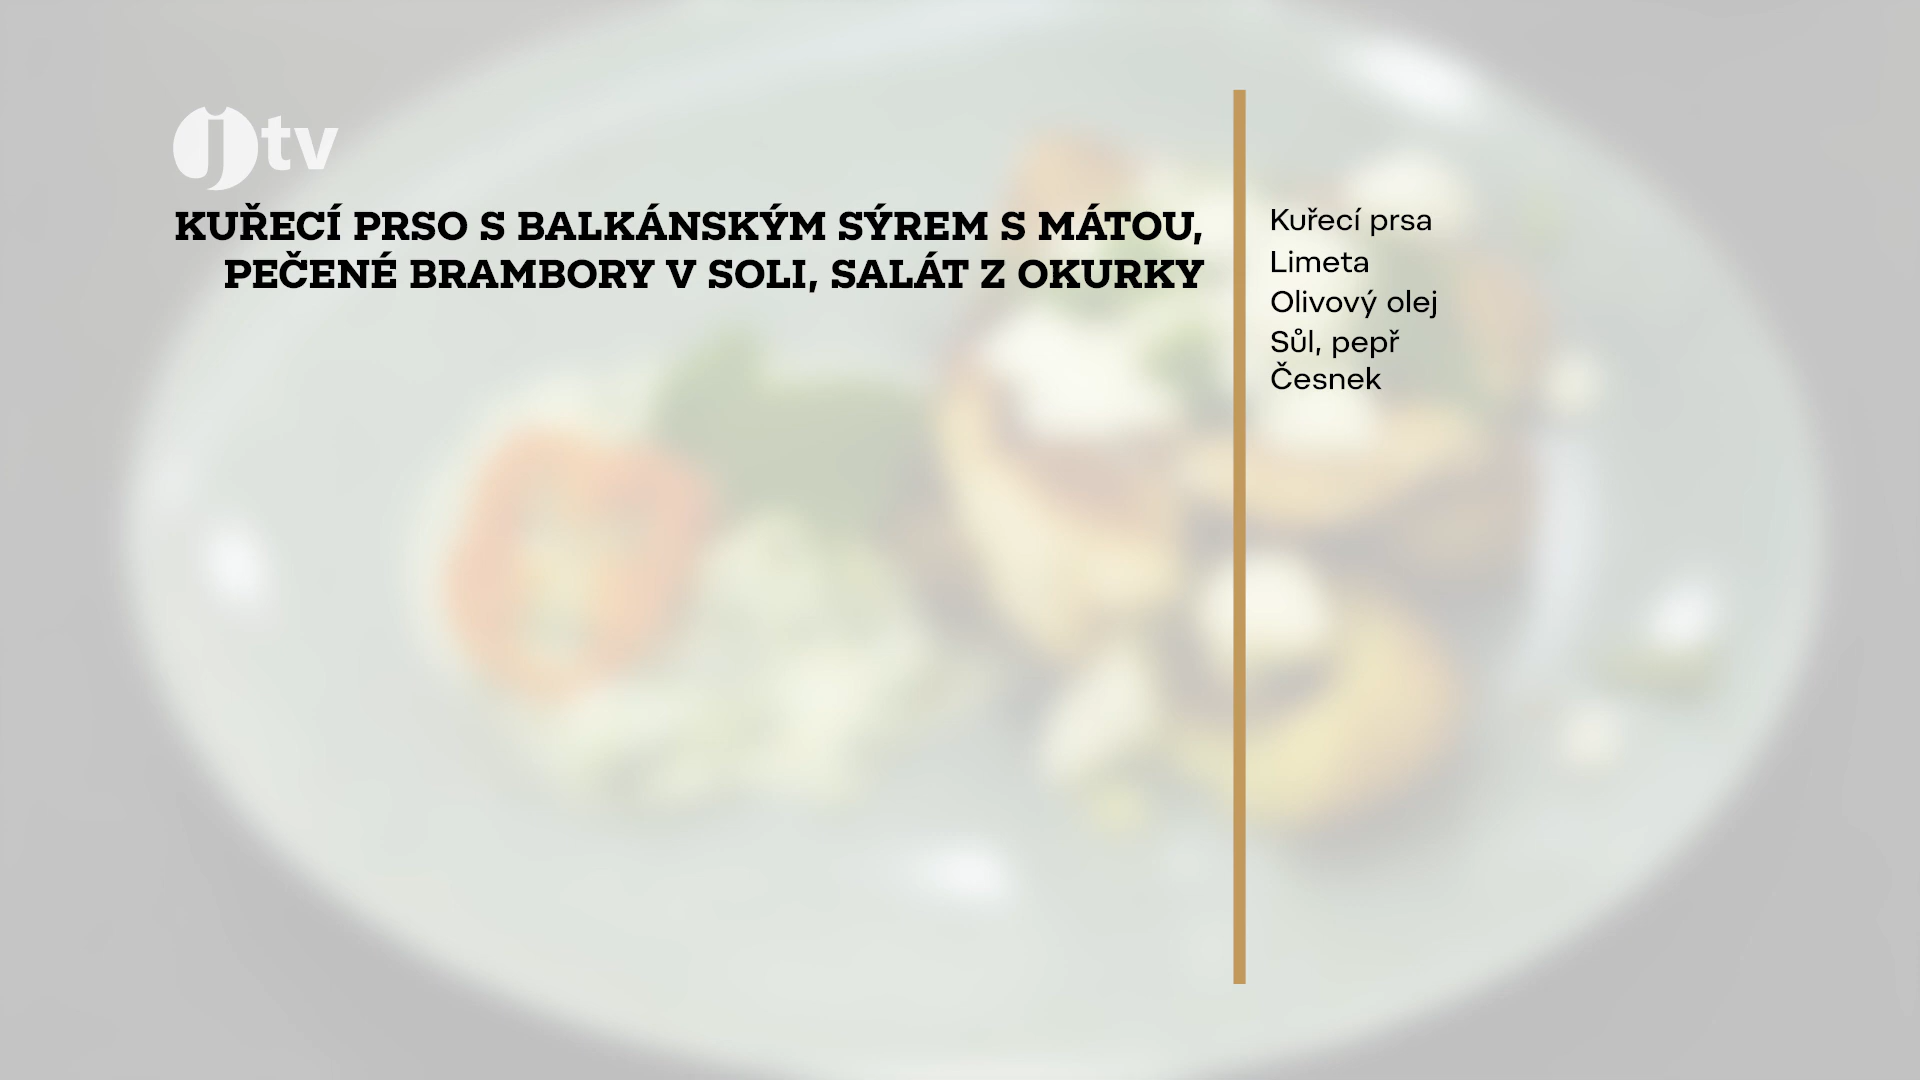 jtv
KUŘECÍ PRSO S BALKÁNSKÝM SÝREM S MÁTOU,
PEČENÉ BRAMBORY V SOLI, SALÁT Z OKURKY
Kuřecí prsa
Limeta
Olivový olej
Sůl, pepř
Česnek